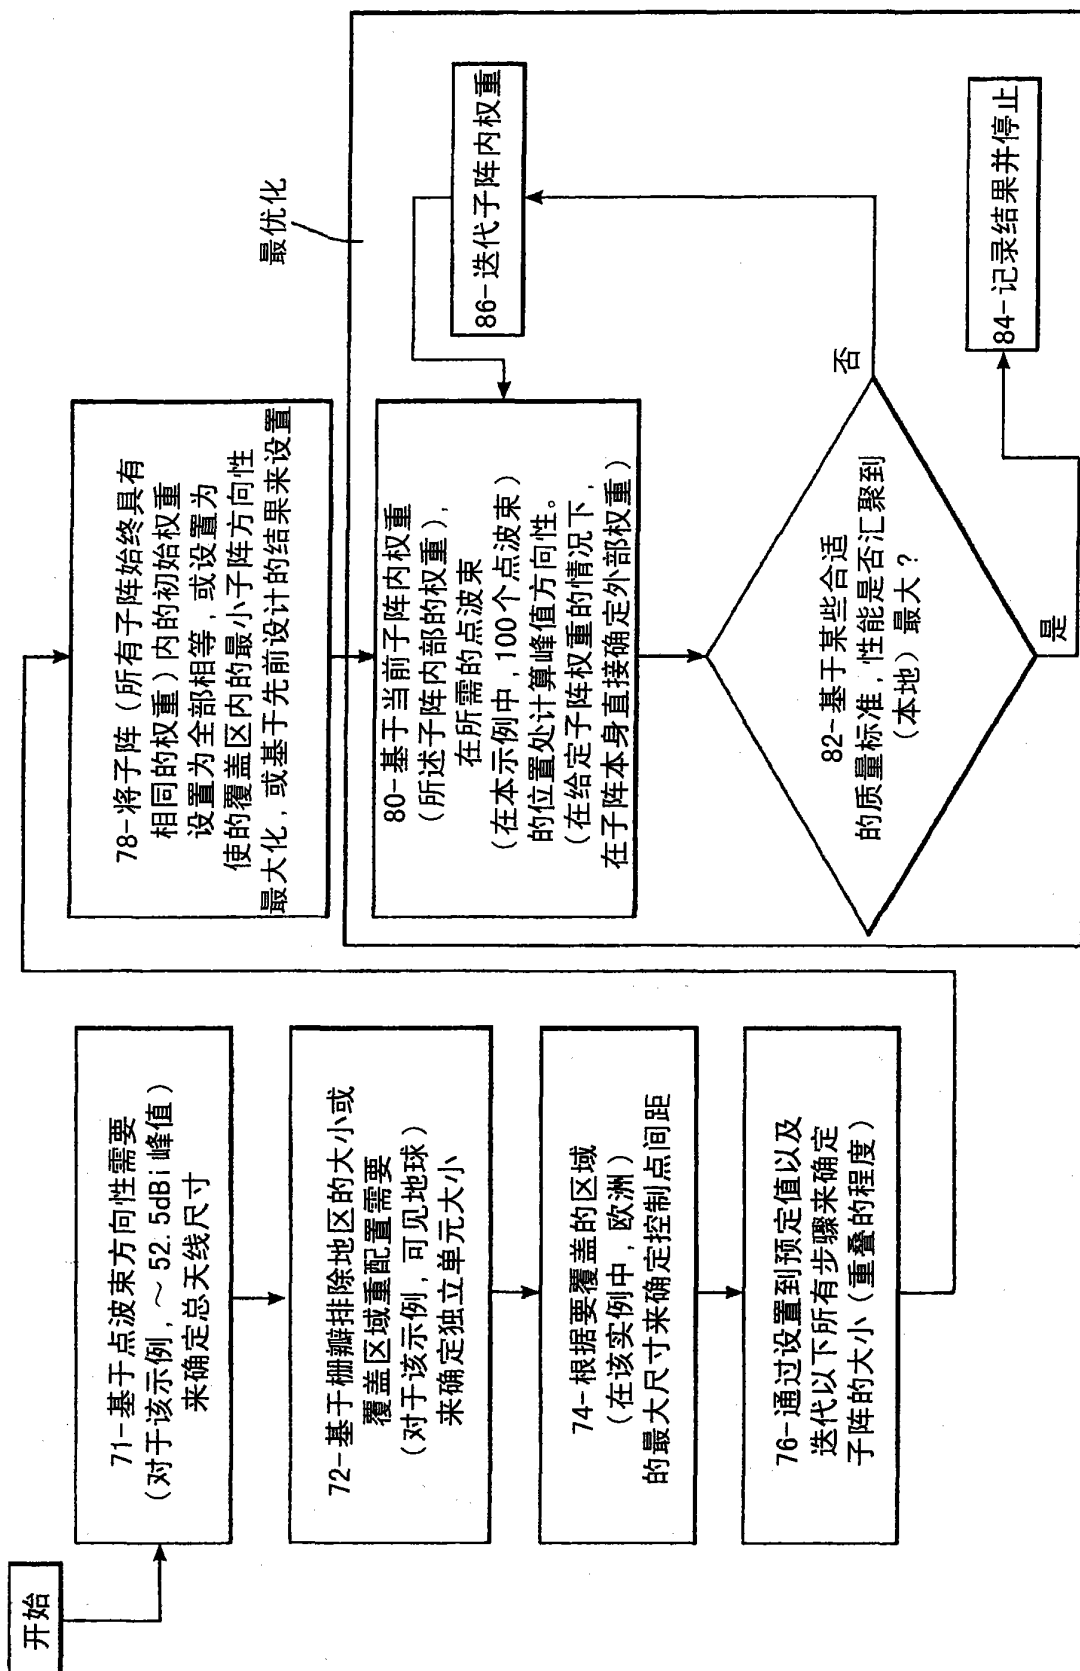 开始
71-基于点波束方向性需要
(对于该示例, ~ 52.5dBi峰值)
来确定总天线尺寸
72-基于栅瓣排除地区的大小或
覆盖区域重配置需要
(对于该示例, 可见地球)
来确定独立单元大小
74-根据要覆盖的区域
(在该实例中, 欧洲)
的最大尺寸来确定控制点间距
76-通过设置到预定值以及
迭代以下所有步骤来确定
子阵的大小(重叠的程度)
78-将子阵(所有子阵始终具有
相同的权重)内的初始权重
设置为全部相等, 或设置为
使的覆盖区内的最小子阵方向性
最大化, 或基于先前设计的结果来设置
最优化
80-基于当前子阵内权重
(所述子阵内部的权重),
在所需的点波束
(在本示例中, 100个点波束)
的位置处计算峰值方向性。
(在给定子阵权重的情况下,
在子阵本身直接确定外部权重)
86-迭代子阵内权重
82-基于某些合适
的质量标准, 性能是否汇聚到
(本地)最大?
否
是
84-记录结果并停止